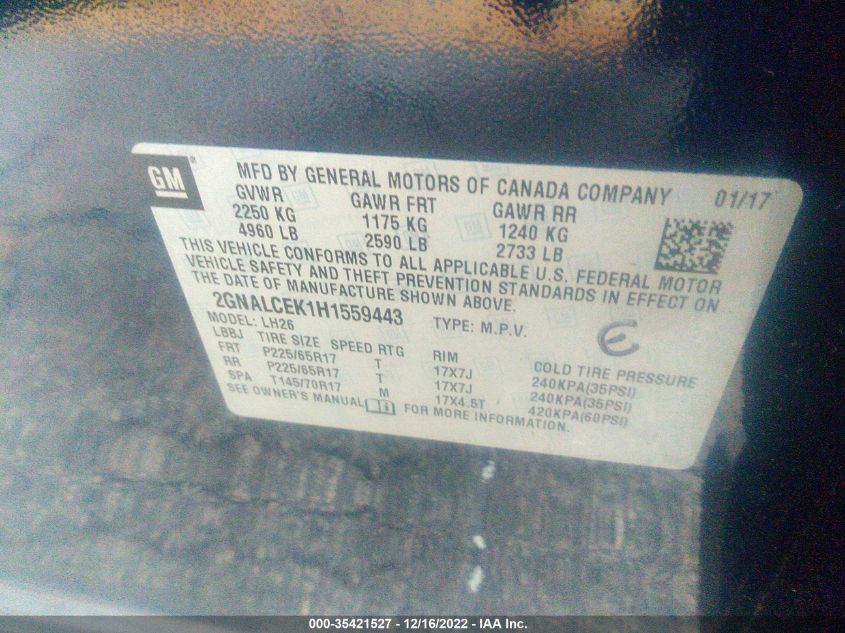 GM ®
MFD BY GENERAL MOTORS OF CANADA COMPANY 01/17
GVWR GAWR FRT GAWR RR
2250 KG 1175 KG 1240 KG
4960 LB 2590 LB 2733 LB
THIS VEHICLE CONFORMS TO ALL APPLICABLE U.S. FEDERAL MOTOR
VEHICLE SAFETY AND THEFT PREVENTION STANDARDS IN EFFECT ON
THE DATE OF MANUFACTURE SHOWN ABOVE.
2GNALCEK1H1559443 TYPE: M.P.V.
MODEL: LH26
LBBJ TIRE SIZE SPEED RTG RIM COLD TIRE PRESSURE
FRT P225/65R17 T 17X7J 240KPA(35PSI)
RR P225/65R17 T 17X7J 240KPA(35PSI)
SPA T145/70R17 M 17X4.5T 420KPA(60PSI)
SEE OWNER'S MANUAL FOR MORE INFORMATION.
000-35421527 - 12/16/2022 - IAA Inc.